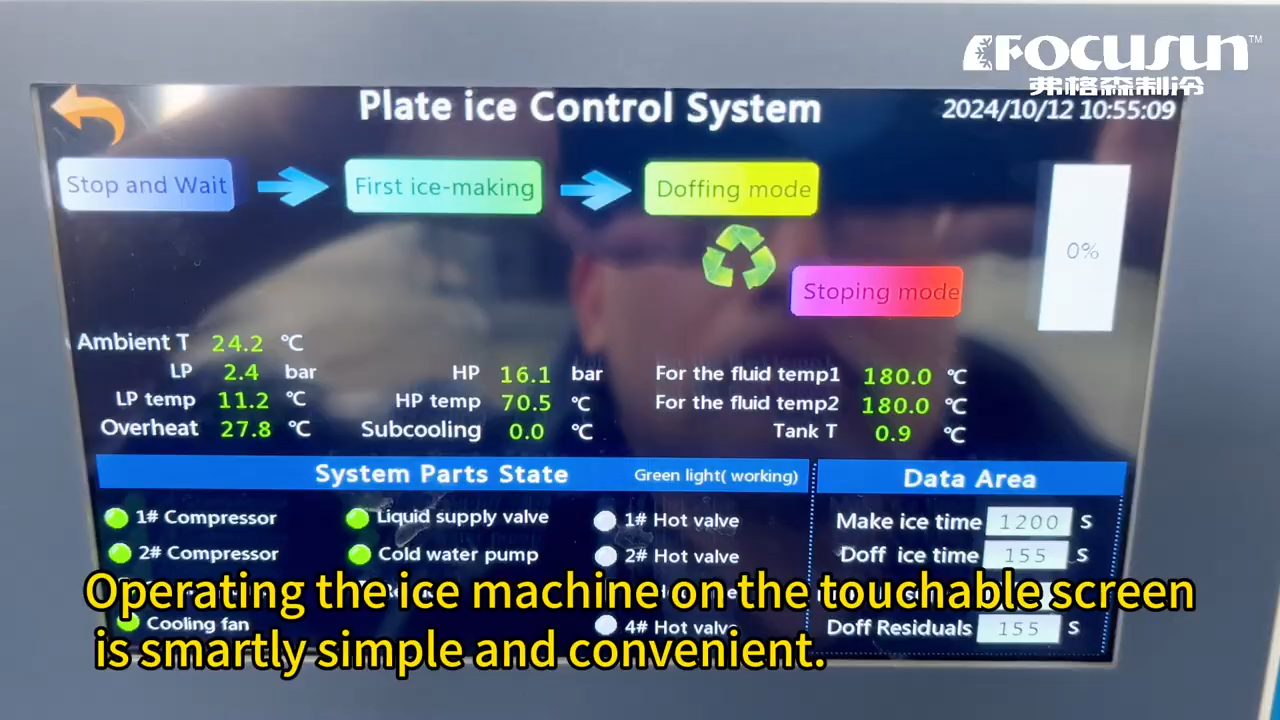 FOCUSUN™
弗格森制冷
Plate ice Control System
2024/10/12 10:55:09
Stop and Wait
First ice-making
Doffing mode
0%
Stoping mode
Ambient T 24.2 ℃
LP 2.4 bar
HP 16.1 bar
For the fluid temp1 180.0 ℃
LP temp 11.2 ℃
HP temp 70.5 ℃
For the fluid temp2 180.0 ℃
Overheat 27.8 ℃
Subcooling 0.0 ℃
Tank T 0.9 ℃
System Parts State
Green light( working)
Data Area
1# Compressor
Liquid supply valve
1# Hot valve
Make ice time 1200 S
2# Compressor
Cold water pump
2# Hot valve
Doff ice time 155 S
Cooling fan
4# Hot valve
Doff Residuals 155 S
Operating the ice machine on the touchable screen
is smartly simple and convenient.